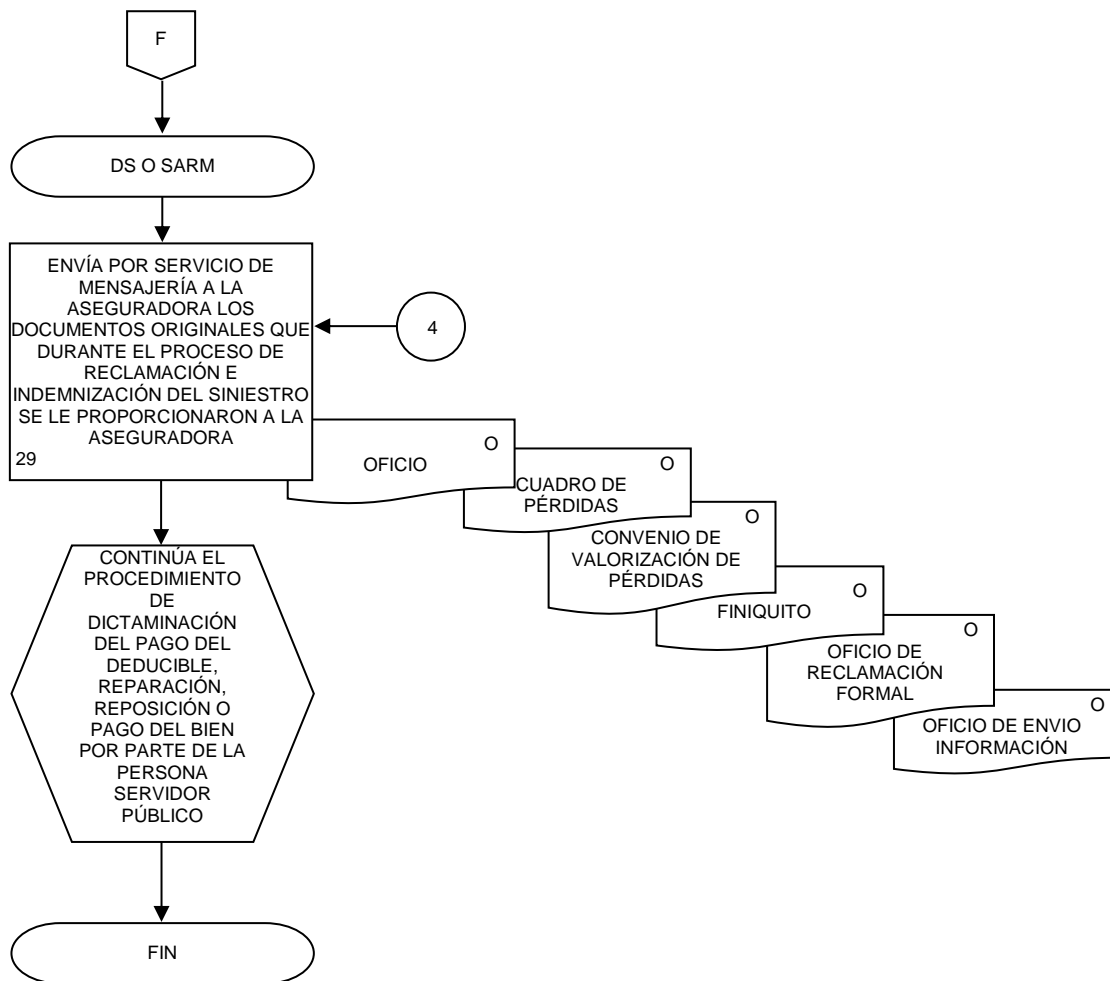 F
DS O SARM
ENVÍA POR SERVICIO DE
MENSAJERÍA A LA
ASEGURADORA LOS
DOCUMENTOS ORIGINALES QUE
DURANTE EL PROCESO DE
RECLAMACIÓN E
INDEMNIZACIÓN DEL SINIESTRO
SE LE PROPORCIONARON A LA
ASEGURADORA
29
4
O
OFICIO
O
CUADRO DE
PÉRDIDAS
O
CONVENIO DE
VALORIZACIÓN DE
PÉRDIDAS
O
FINIQUITO
O
OFICIO DE
RECLAMACIÓN
FORMAL
O
OFICIO DE ENVIO
INFORMACIÓN
CONTINÚA EL
PROCEDIMIENTO
DE
DICTAMINACIÓN
DEL PAGO DEL
DEDUCIBLE,
REPARACIÓN,
REPOSICIÓN O
PAGO DEL BIEN
POR PARTE DE LA
PERSONA
SERVIDOR
PÚBLICO
FIN